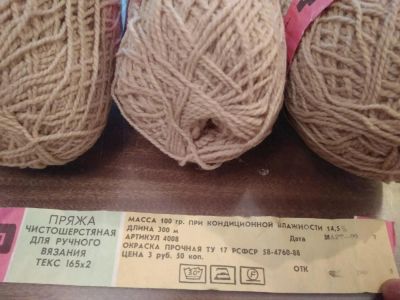 ПРЯЖА
ЧИСТОШЕРСТЯНАЯ
ДЛЯ РУЧНОГО
ВЯЗАНИЯ
ТЕКС 165х2
МАССА 100 гр. ПРИ КОНДИЦИОННОЙ ВЛАЖНОСТИ 14,5%
ДЛИНА 300 м
АРТИКУЛ 4008 Дата
ОКРАСКА ПРОЧНАЯ ТУ 17 РСФСР 58-4760-88
ЦЕНА 3 руб. 50 коп.
30° ОТК